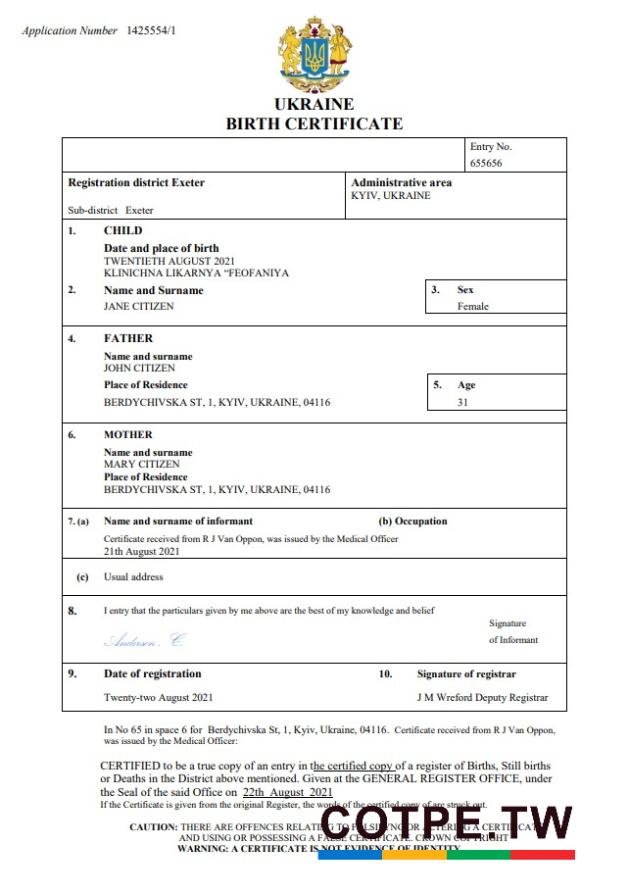 Application Number 1425554/1
UKRAINE
BIRTH CERTIFICATE
Entry No.
655656
Registration district Exeter
Sub-district Exeter
Administrative area
KYIV, UKRAINE
1. CHILD
Date and place of birth
TWENTIETH AUGUST 2021
KLINICHNA LIKARNYA “FEOFANIYA
2. Name and Surname
JANE CITIZEN
3. Sex
Female
4. FATHER
Name and surname
JOHN CITIZEN
Place of Residence
BERDYCHIVSKA ST, 1, KYIV, UKRAINE, 04116
5. Age
31
6. MOTHER
Name and surname
MARY CITIZEN
Place of Residence
BERDYCHIVSKA ST, 1, KYIV, UKRAINE, 04116
7. (a) Name and surname of informant (b) Occupation
Certificate received from R J Van Oppon, was issued by the Medical Officer
21th August 2021
(c) Usual address
8. I entry that the particulars given by me above are the best of my knowledge and belief
Anderson. C.
Signature
of Informant
9. Date of registration
Twenty-two August 2021
10. Signature of registrar
J M Wreford Deputy Registrar
In No 65 in space 6 for Berdychivska St, 1, Kyiv, Ukraine, 04116. Certificate received from R J Van Oppon,
was issued by the Medical Officer:
CERTIFIED to be a true copy of an entry in the certified copy of a register of Births, Still births
or Deaths in the District above mentioned. Given at the GENERAL REGISTER OFFICE, under
the Seal of the said Office on 22th August 2021
If the Certificate is given from the original Register, the words of the certified copy of are struck out.
CAUTION: THERE ARE OFFENCES RELATING TO FALSIFYING OR ALTERING A CERTIFICATE
AND USING OR POSSESSING A FALSE CERTIFICATE. CROWN COPYRIGHT
WARNING: A CERTIFICATE IS NOT EVIDENCE OF IDENTITY
COTPE.TW